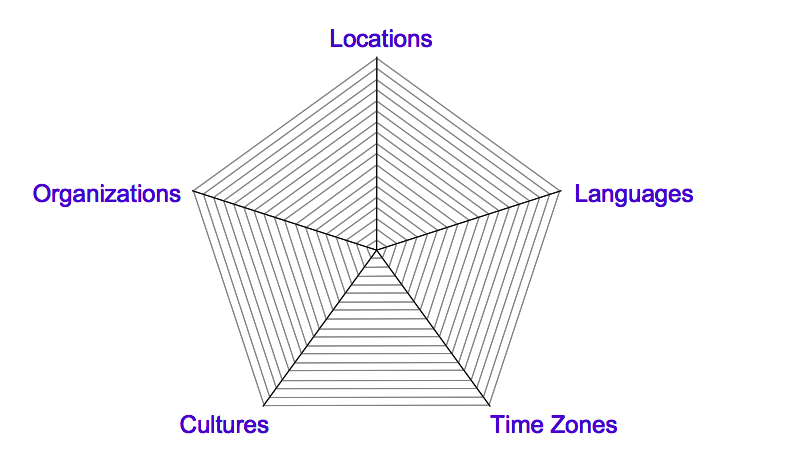 Locations
Organizations
Languages
Cultures
Time Zones